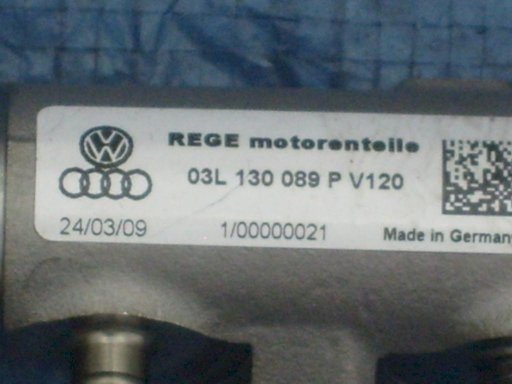 REGE motorenteile
03L 130 089 P V120
24/03/09 1/00000021 Made in Germany